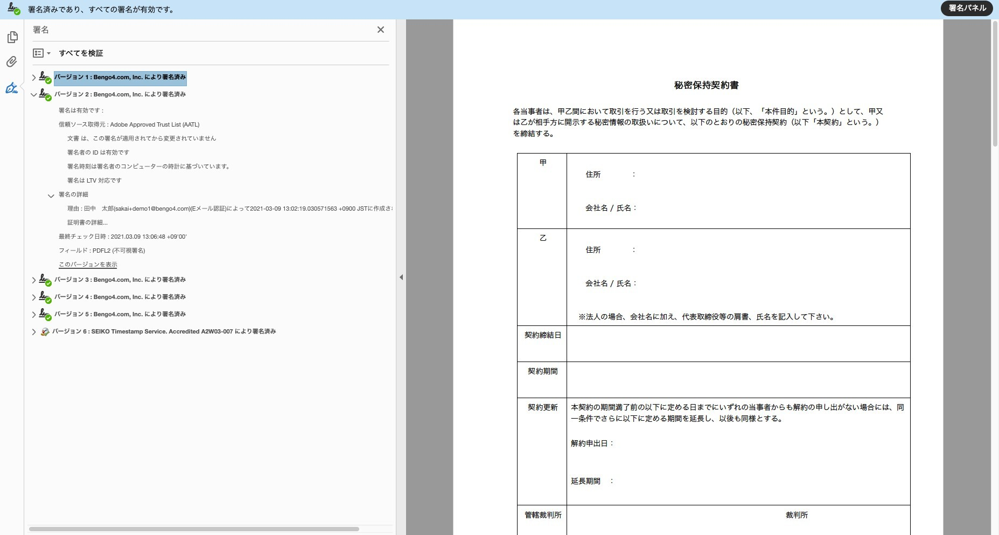 署名済みであり、すべての署名が有効です。
署名パネル
署名
すべてを検証
バージョン 1 : Bengo4.com, Inc. により署名済み
バージョン 2 : Bengo4.com, Inc. により署名済み
署名は有効です :
信頼ソース取得元 : Adobe Approved Trust List (AATL)
文書 は、この署名が適用されてから変更されていません
署名者の ID は有効です
署名時刻は署名者のコンピューターの時計に基づいています。
署名は LTV 対応です
署名の詳細
理由 : 田中　太郎(sakai+demo1@bengo4.com)(Eメール認証)によって2021-03-09 13:02:19.030571563 +0900 JSTに作成さ
証明書の詳細...
最終チェック日時 : 2021.03.09 13:06:48 +09'00'
フィールド : PDFL2 (不可視署名)
このバージョンを表示
バージョン 3 : Bengo4.com, Inc. により署名済み
バージョン 4 : Bengo4.com, Inc. により署名済み
バージョン 5 : Bengo4.com, Inc. により署名済み
バージョン 6 : SEIKO Timestamp Service. Accredited A2W03-007 により署名済み
秘密保持契約書
各当事者は、甲乙間において取引を行う又は取引を検討する目的（以下、「本件目的」という。）として、甲又
は乙が相手方に開示する秘密情報の取扱いについて、以下のとおりの秘密保持契約（以下「本契約」という。）
を締結する。
甲
住所　　　　：
会社名 / 氏名：
乙
住所　　　　：
会社名 / 氏名：
※法人の場合、会社名に加え、代表取締役等の肩書、氏名を記入して下さい。
契約締結日
契約期間
契約更新
本契約の期間満了前の以下に定める日までにいずれの当事者からも解約の申し出がない場合には、同
一条件でさらに以下に定める期間を延長し、以後も同様とする。
解約申出日：
延長期間　：
管轄裁判所
裁判所